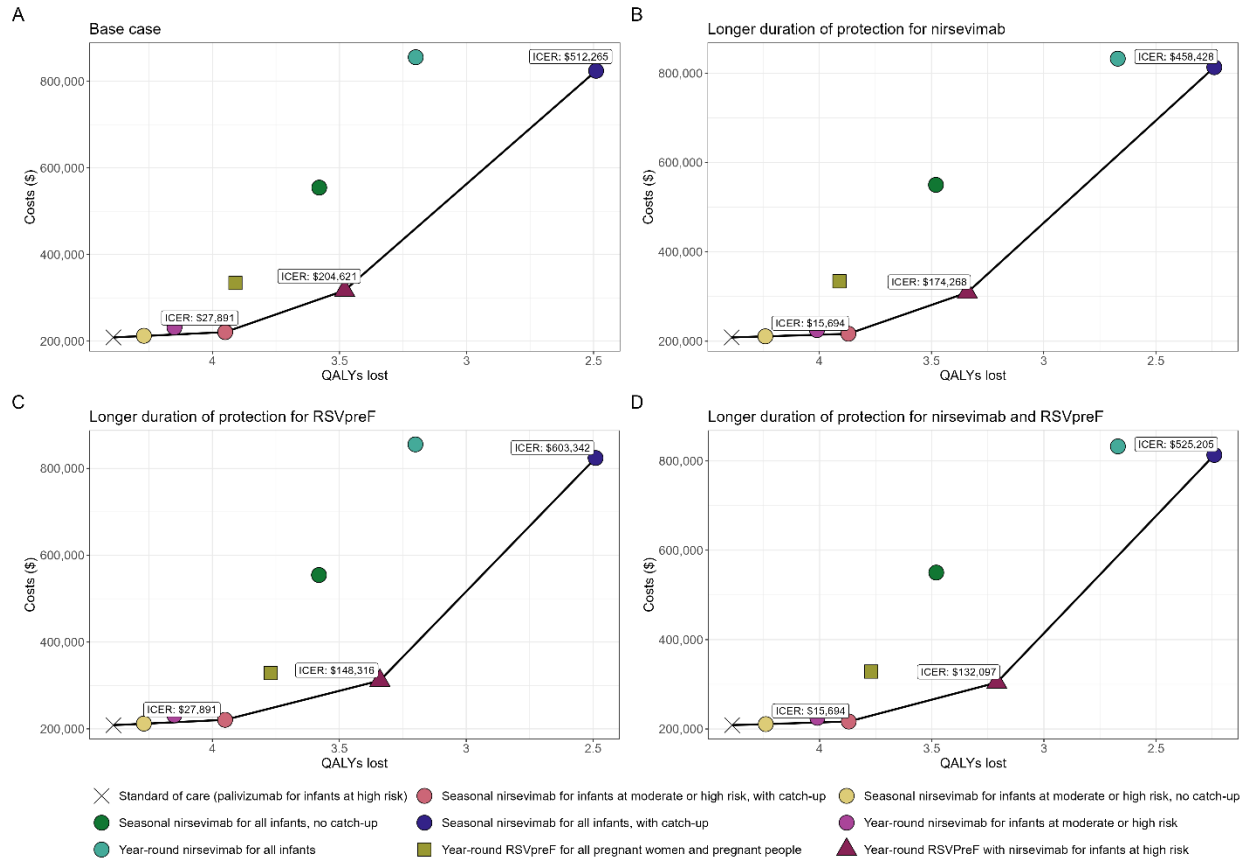 A
Base case
Costs ($)
800,000
600,000
400,000
200,000
ICER: $512,265
ICER: $204,621
ICER: $27,891
4
3.5
3
2.5
QALYs lost
B
Longer duration of protection for nirsevimab
Costs ($)
800,000
600,000
400,000
200,000
ICER: $458,428
ICER: $174,268
ICER: $15,694
4
3.5
3
2.5
QALYs lost
C
Longer duration of protection for RSVpreF
Costs ($)
800,000
600,000
400,000
200,000
ICER: $603,342
ICER: $148,316
ICER: $27,891
4
3.5
3
2.5
QALYs lost
D
Longer duration of protection for nirsevimab and RSVpreF
Costs ($)
800,000
600,000
400,000
200,000
ICER: $525,205
ICER: $132,097
ICER: $15,694
4
3.5
3
2.5
QALYs lost
Standard of care (palivizumab for infants at high risk)
Seasonal nirsevimab for infants at moderate or high risk, with catch-up
Seasonal nirsevimab for infants at moderate or high risk, no catch-up
Seasonal nirsevimab for all infants, no catch-up
Seasonal nirsevimab for all infants, with catch-up
Year-round nirsevimab for infants at moderate or high risk
Year-round nirsevimab for all infants
Year-round RSVpreF for all pregnant women and pregnant people
Year-round RSVPreF with nirsevimab for infants at high risk